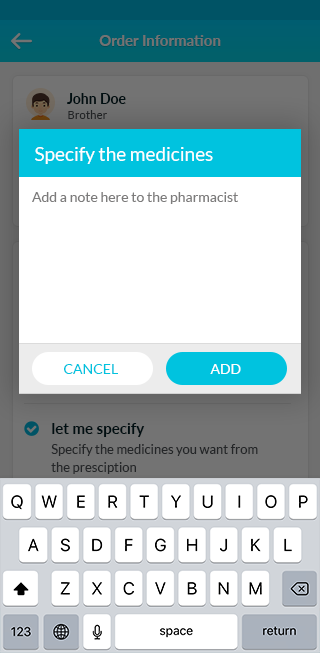 Order Information
John Doe
Brother
Specify the medicines
Add a note here to the pharmacist
CANCEL ADD
let me specify
Specify the medicines you want from
the presciption
Q W E R T Y U I O P
A S D F G H J K L
Z X C V B N M
123 space return